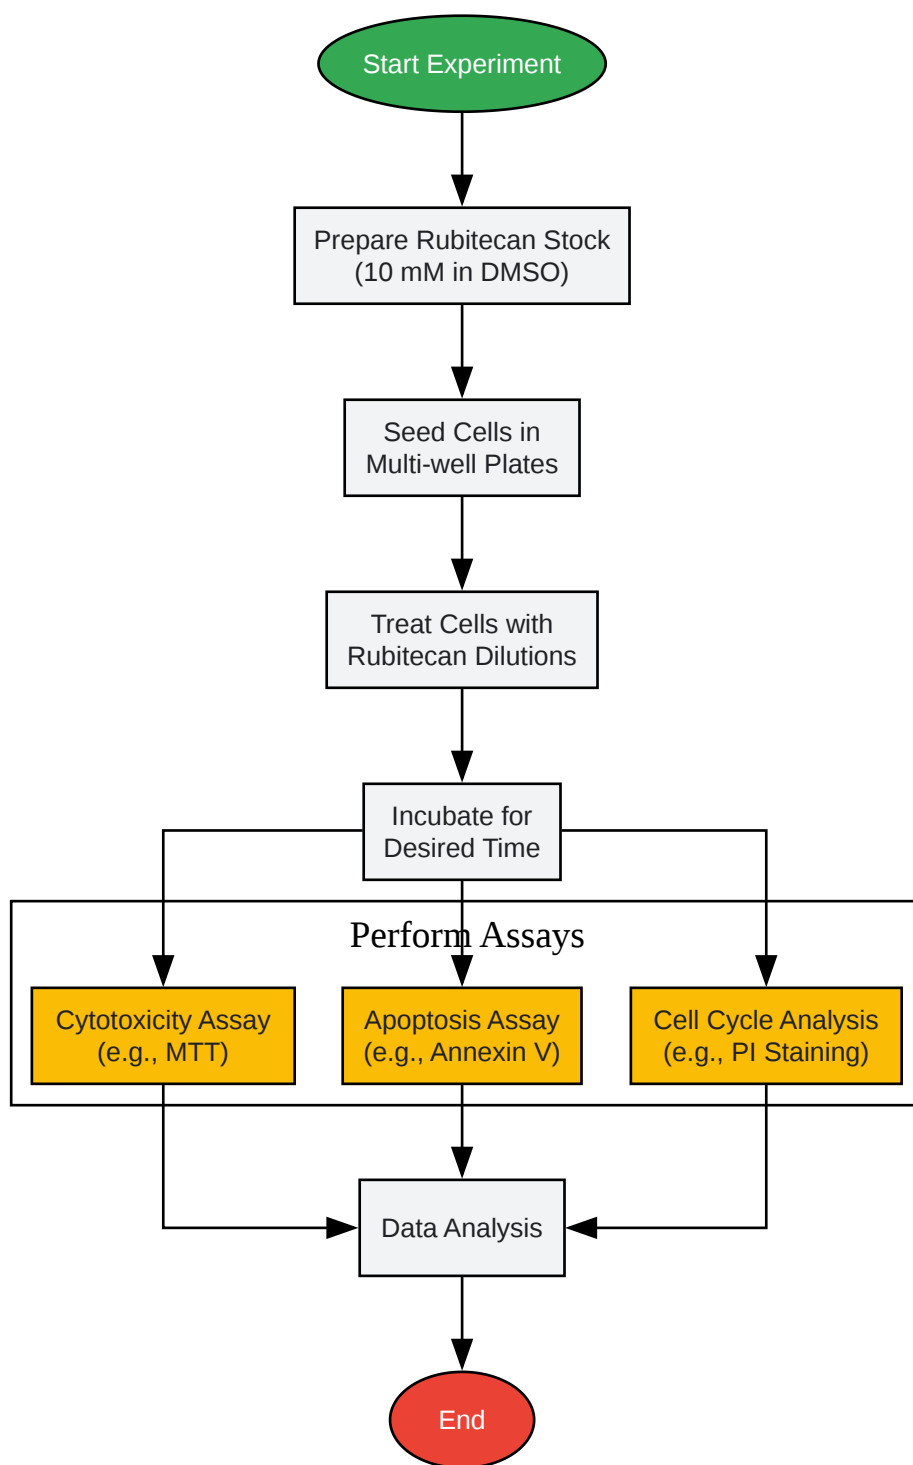 Start Experiment
Prepare Rubitecan Stock
(10 mM in DMSO)
Seed Cells in
Multi-well Plates
Treat Cells with
Rubitecan Dilutions
Incubate for
Desired Time
Perform Assays
Cytotoxicity Assay
(e.g., MTT)
Apoptosis Assay
(e.g., Annexin V)
Cell Cycle Analysis
(e.g., PI Staining)
Data Analysis
End